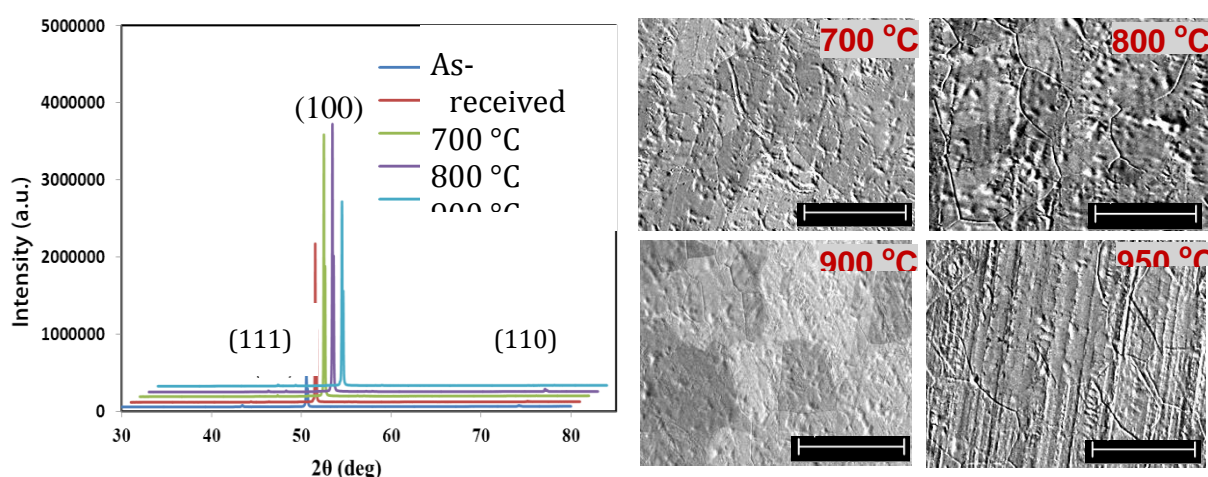 5000000
4000000
3000000
2000000
1000000
0
Intensity (a.u.)
30 40 50 60 70 80
2θ (deg)
(100)
(111)
(110)
As-
received
700 °C
800 °C
900 °C
700 °C
800 °C
900 °C
950 °C